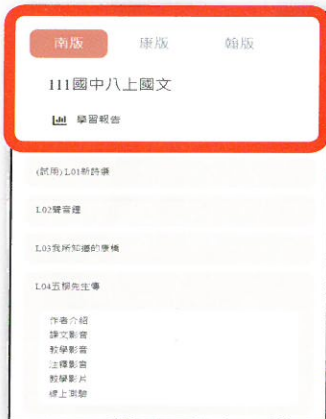 南版 康版 翰版
111國中八上國文
學習報告
(試用) L01新詩選
L02聲音鐘
L03我所知道的康橋
L04五柳先生傳
作者介紹
課文影音
教學影音
注釋影音
教學影片
線上測驗